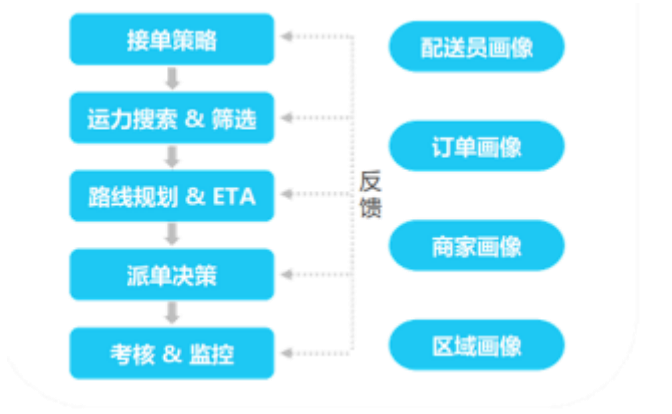 接单策略
运力搜索 & 筛选
路线规划 & ETA
派单决策
考核 & 监控
反馈
配送员画像
订单画像
商家画像
区域画像